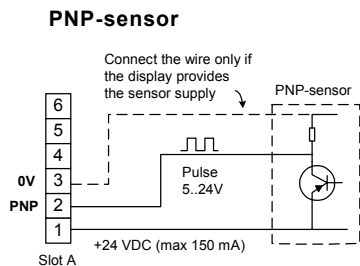 PNP-sensor
Connect the wire only if
the display provides
the sensor supply
PNP-sensor
6
5
4
0V 3
PNP 2
1
Pulse
5..24V
+24 VDC (max 150 mA)
Slot A